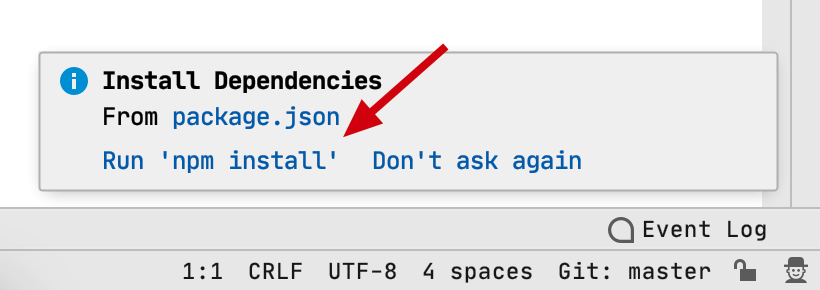 Install Dependencies
From package.json
Run 'npm install' Don't ask again
Event Log
1:1 CRLF UTF-8 4 spaces Git: master